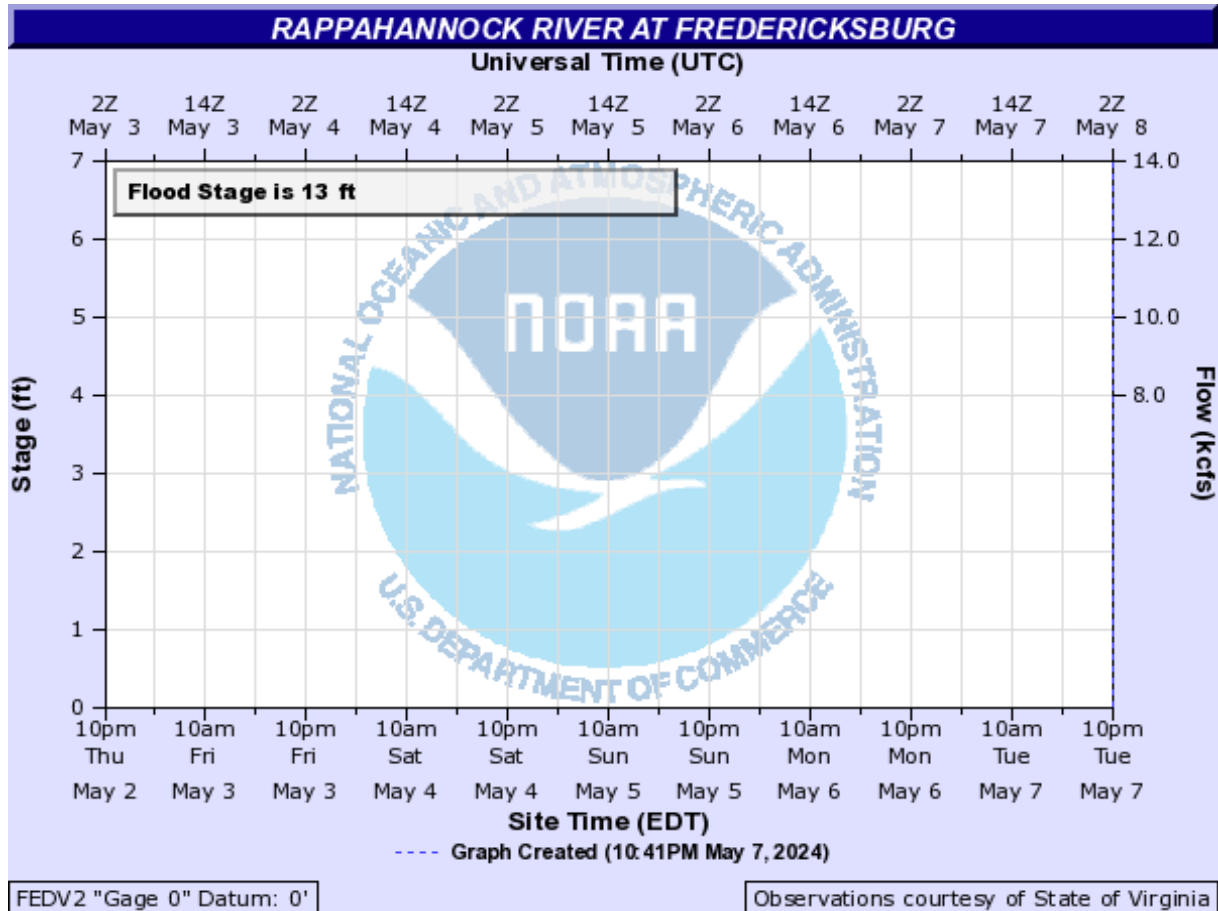 RAPPAHANNOCK RIVER AT FREDERICKSBURG
Universal Time (UTC)
2Z 14Z 2Z 14Z 2Z 14Z 2Z 14Z 2Z 14Z 2Z
May 3 May 3 May 4 May 4 May 5 May 5 May 6 May 6 May 7 May 7 May 8
7 14.0
Flood Stage is 13 ft
6 12.0
5 10.0
4 8.0
3
2
1
0
Stage (ft)
Flow (kcfs)
NATIONAL OCEANIC AND ATMOSPHERIC ADMINISTRATION
NOAA
U.S. DEPARTMENT OF COMMERCE
10pm 10am 10pm 10am 10pm 10am 10pm 10am 10pm 10am 10pm
Thu Fri Fri Sat Sat Sun Sun Mon Mon Tue Tue
May 2 May 3 May 3 May 4 May 4 May 5 May 5 May 6 May 6 May 7 May 7
Site Time (EDT)
---- Graph Created (10:41PM May 7, 2024)
FEDV2 "Gage 0" Datum: 0'
Observations courtesy of State of Virginia